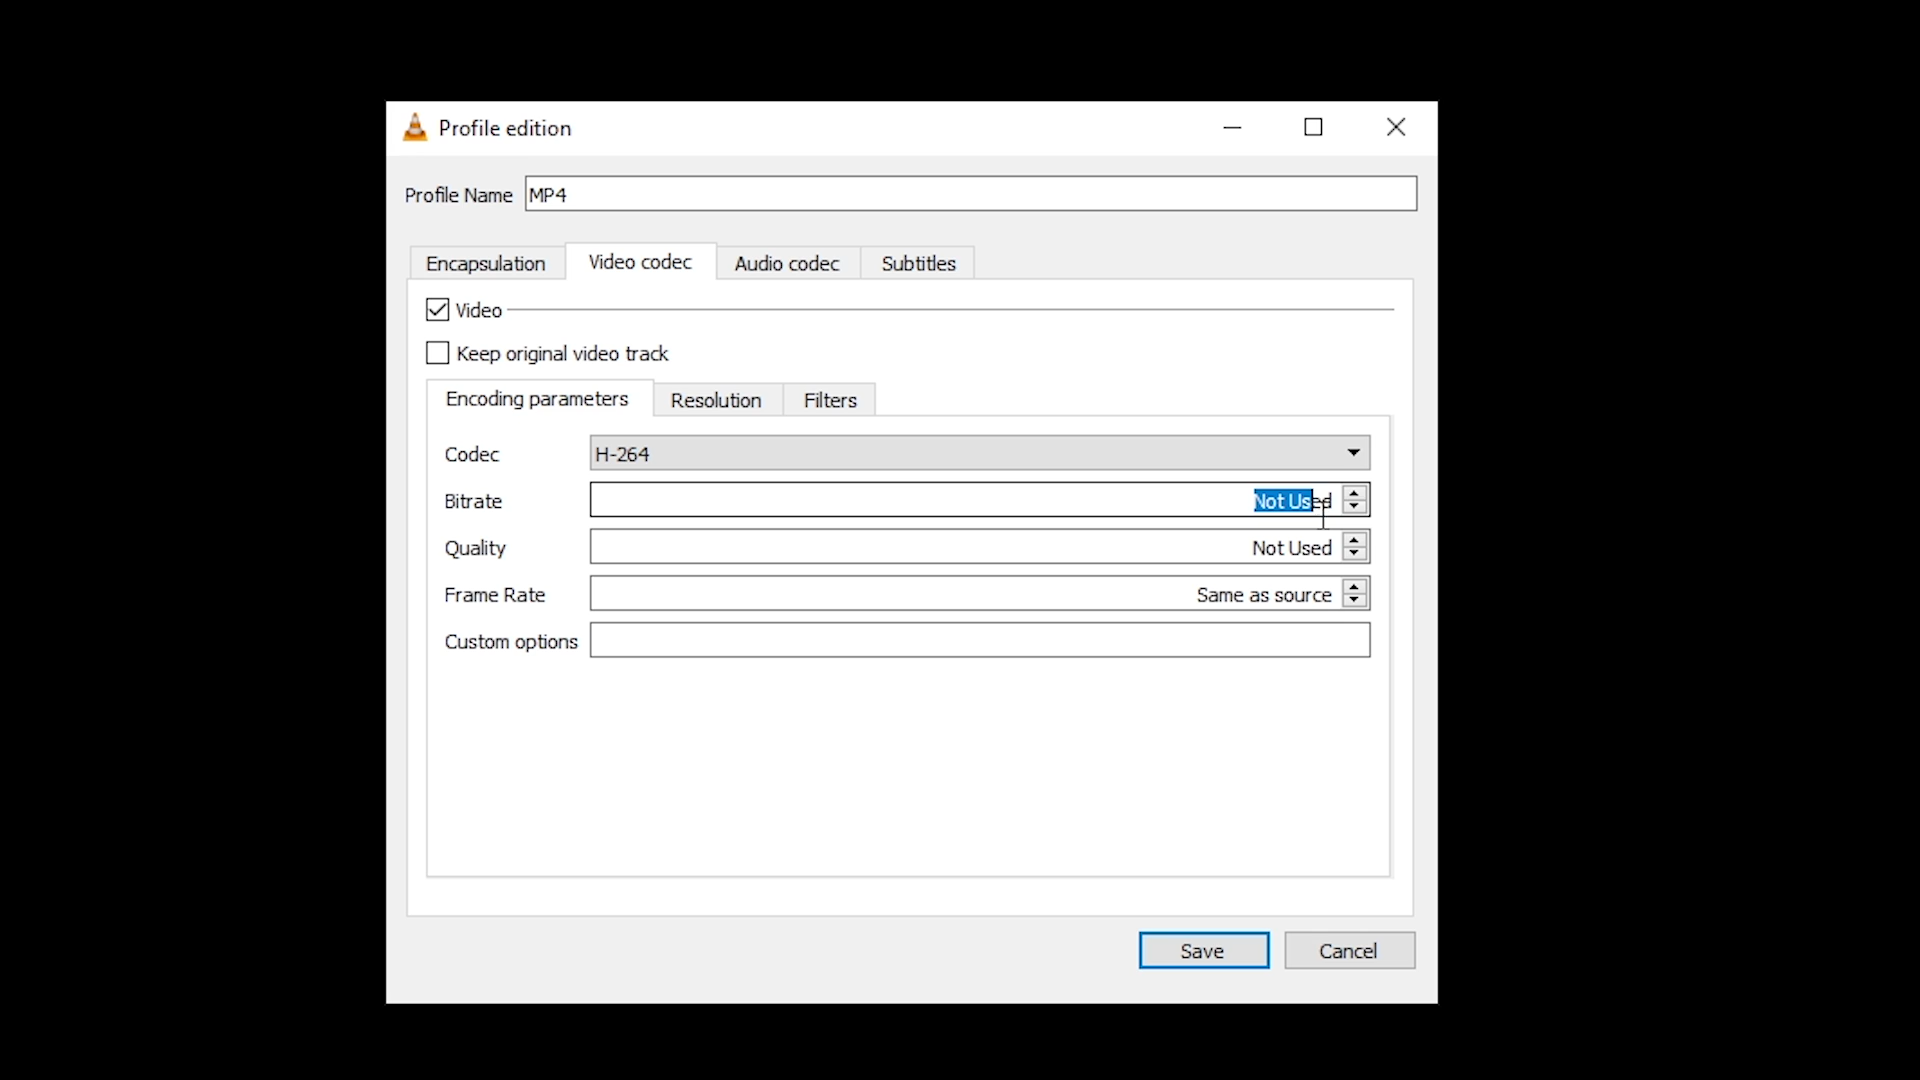 Profile edition
Profile Name MP4
Encapsulation Video codec Audio codec Subtitles
Video
Keep original video track
Encoding parameters Resolution Filters
Codec H-264
Bitrate Not Used
Quality Not Used
Frame Rate Same as source
Custom options
Save Cancel